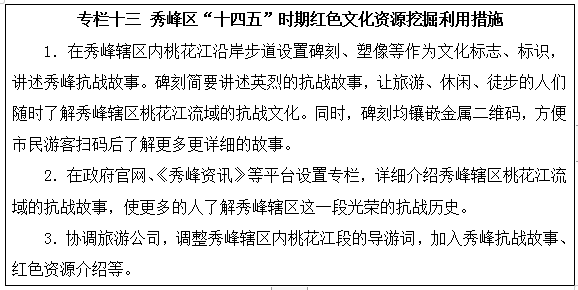 专栏十三 秀峰区“十四五”时期红色文化资源挖掘利用措施
1. 在秀峰辖区内桃花江沿岸步道设置碑刻、塑像等作为文化标志、标识，
讲述秀峰抗战故事。碑刻简要讲述英烈的抗战故事，让旅游、休闲、徒步的人们
随时了解秀峰辖区桃花江流域的抗战文化。同时，碑刻均镶嵌金属二维码，方便
市民游客扫码后了解更多更详细的故事。
2. 在政府官网、《秀峰资讯》等平台设置专栏，详细介绍秀峰辖区桃花江流
域的抗战故事，使更多的人了解秀峰辖区这一段光荣的抗战历史。
3. 协调旅游公司，调整秀峰辖区内桃花江段的导游词，加入秀峰抗战故事、
红色资源介绍等。